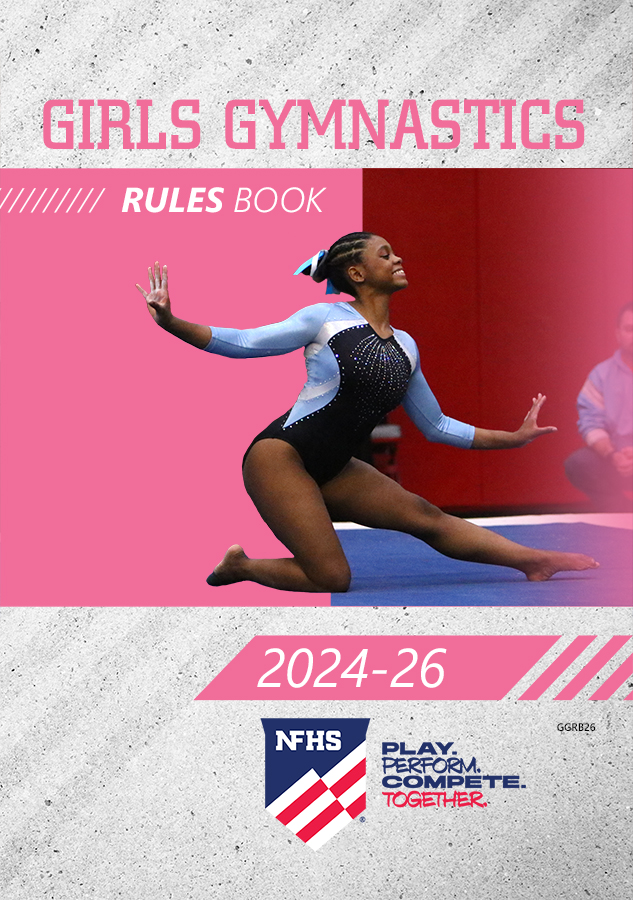 GIRLS GYMNASTICS
RULES BOOK
2024-26
GGRB26
NFHS
PLAY.
PERFORM.
COMPETE.
TOGETHER.
®